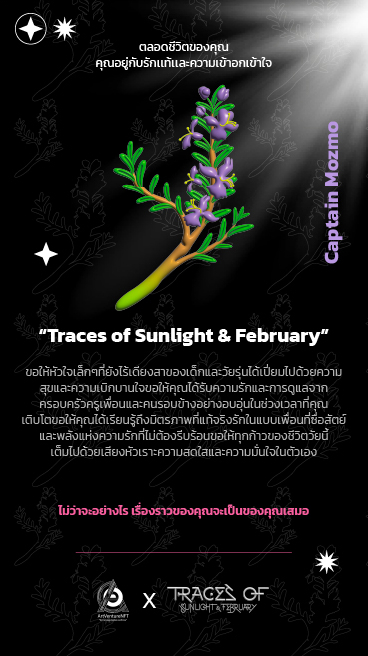 ตลอดชีวิตของคุณ
คุณอยู่กับรักแท้และความเข้าอกเข้าใจ
Captain Mozmo
“Traces of Sunlight & February”
ขอให้หัวใจเล็กๆที่ยังไร้เดียงสาของเด็กและวัยรุ่นได้เปี่ยมไปด้วยความ
สุขและความเบิกบานใจขอให้คุณได้รับความรักและการดูแลจาก
ครอบครัวครูเพื่อนและคนรอบข้างอย่างอบอุ่นในช่วงเวลาที่คุณ
เติบโตขอให้คุณได้เรียนรู้ถึงมิตรภาพที่แท้จริงรักในแบบเพื่อนที่ซื่อสัตย์
และพลังแห่งความรักที่ไม่ต้องรีบร้อนขอให้ทุกก้าวของชีวิตวัยนี้
เต็มไปด้วยเสียงหัวเราะความสดใสและความมั่นใจในตัวเอง
ไม่ว่าจะอย่างไร เรื่องราวของคุณจะเป็นของคุณเสมอ
ArtVentureNFT
X
TRACES OF
SUNLIGHT & FEBRUARY